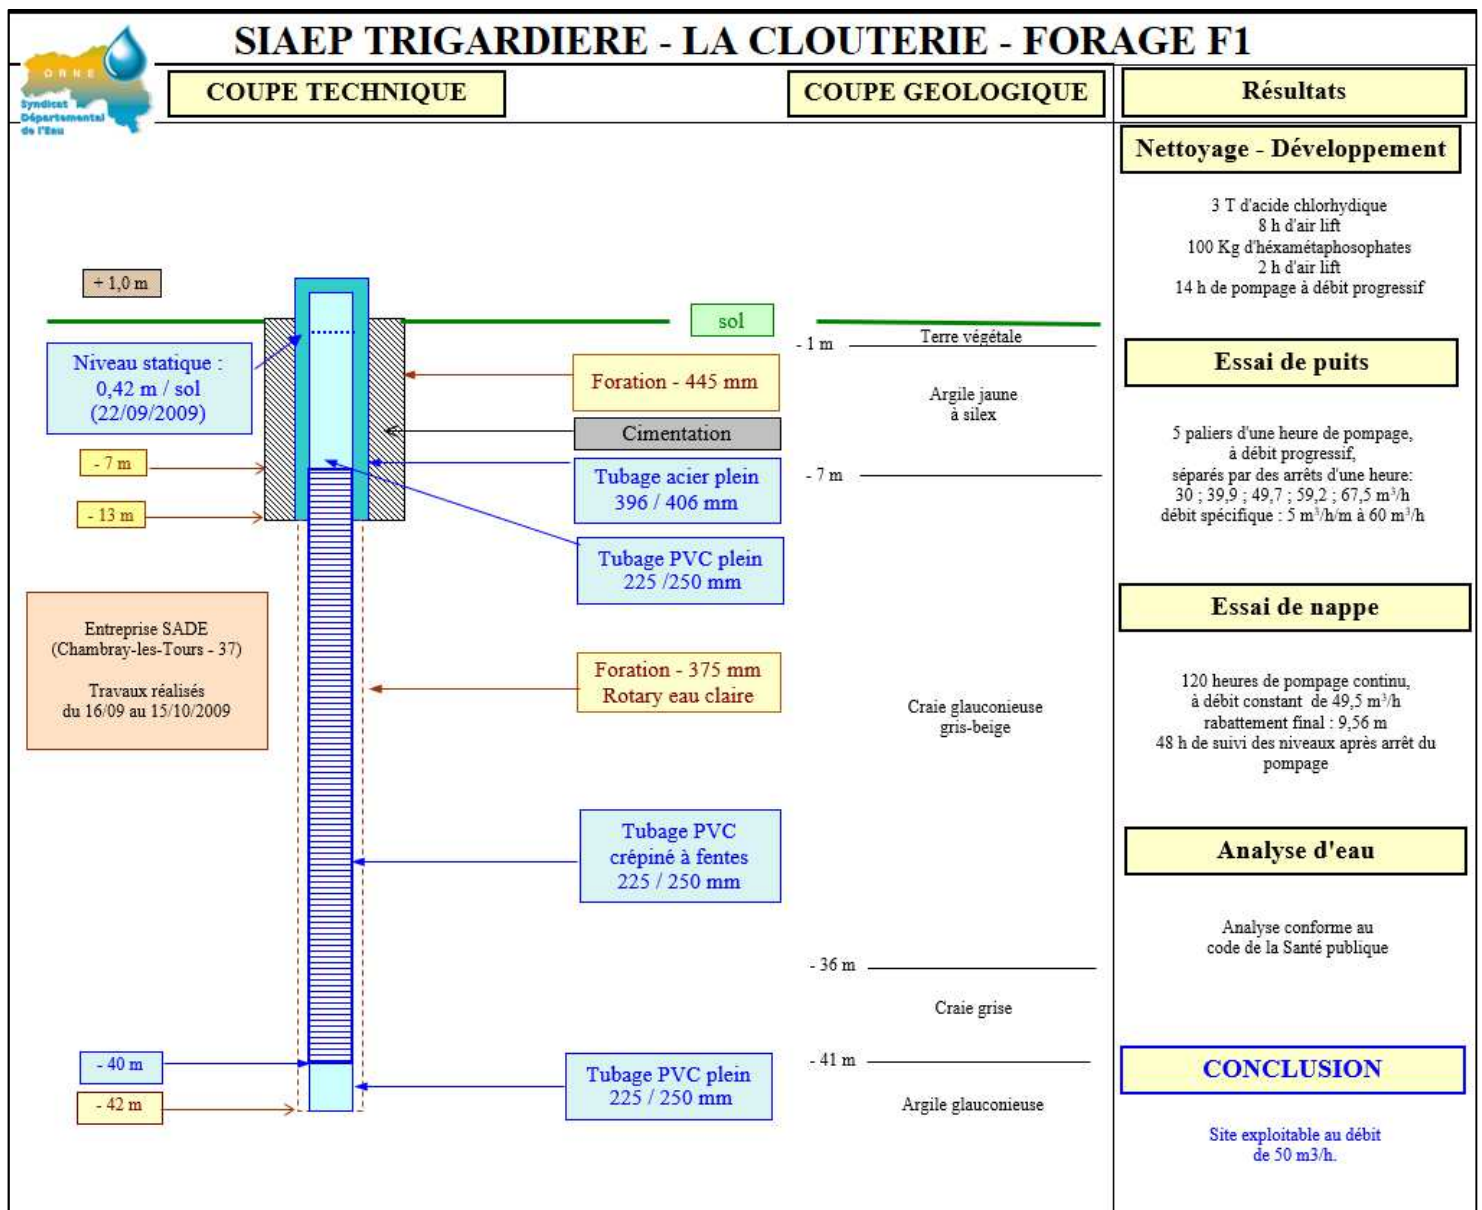 SIAEP TRIGARDIERE - LA CLOUTERIE - FORAGE F1
ORNE
Syndicat
Départemental
de l'Eau
COUPE TECHNIQUE
COUPE GEOLOGIQUE
Résultats
+ 1,0 m
Niveau statique :
0,42 m / sol
(22/09/2009)
- 7 m
- 13 m
Entreprise SADE
(Chambray-les-Tours - 37)
Travaux réalisés
du 16/09 au 15/10/2009
- 40 m
- 42 m
sol
Foration - 445 mm
Cimentation
Tubage acier plein
396 / 406 mm
Tubage PVC plein
225 /250 mm
Foration - 375 mm
Rotary eau claire
Tubage PVC
crépiné à fentes
225 / 250 mm
Tubage PVC plein
225 / 250 mm
Terre végétale
- 1 m
Argile jaune
à silex
- 7 m
Craie glauconieuse
gris-beige
- 36 m
Craie grise
- 41 m
Argile glauconieuse
Nettoyage - Développement
3 T d'acide chlorhydique
8 h d'air lift
100 Kg d'héxamétaphosophates
2 h d'air lift
14 h de pompage à débit progressif
Essai de puits
5 paliers d'une heure de pompage,
à débit progressif,
séparés par des arrêts d'une heure:
30 ; 39,9 ; 49,7 ; 59,2 ; 67,5 m³/h
débit spécifique : 5 m³/h/m à 60 m³/h
Essai de nappe
120 heures de pompage continu,
à débit constant de 49,5 m³/h
rabattement final : 9,56 m
48 h de suivi des niveaux après arrêt du
pompage
Analyse d'eau
Analyse conforme au
code de la Santé publique
CONCLUSION
Site exploitable au débit
de 50 m3/h.